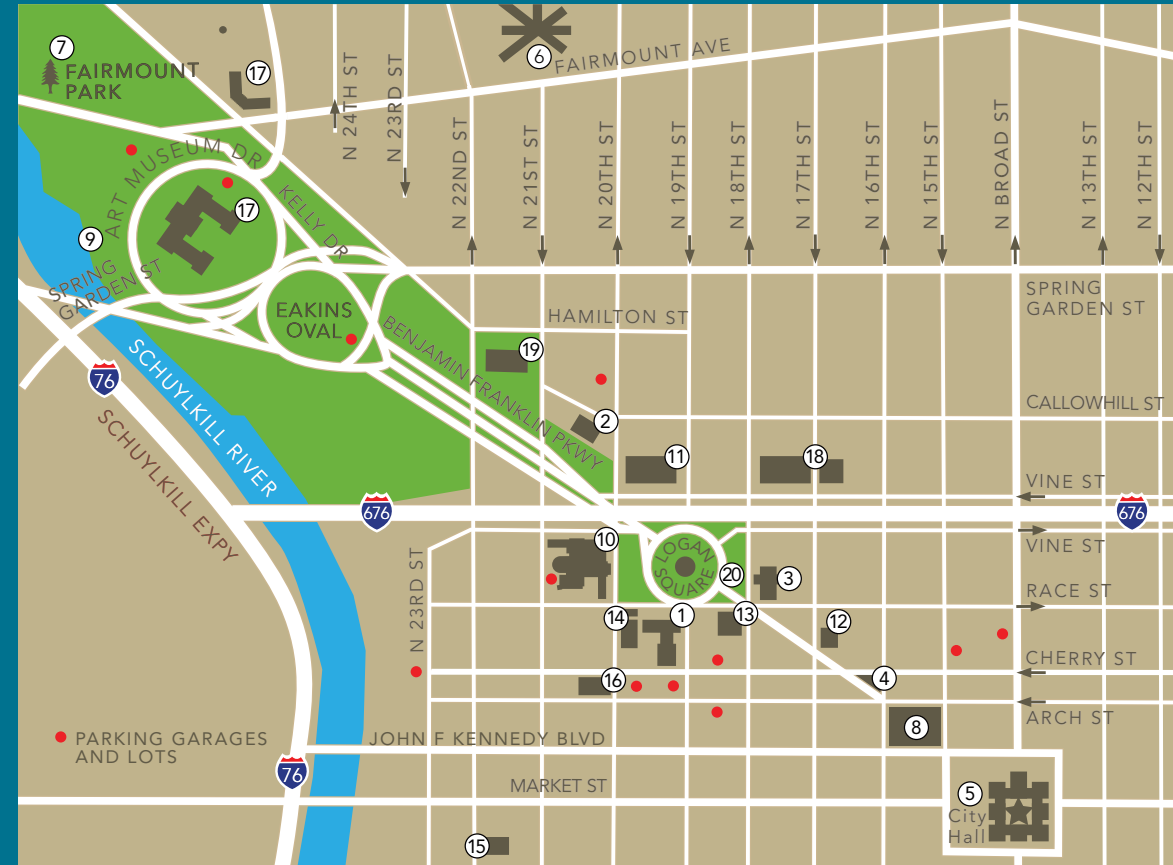 7
FAIRMOUNT
PARK
17
6
FAIRMOUNT AVE
N 24TH ST
N 23RD ST
N 22ND ST
N 21ST ST
N 20TH ST
N 19TH ST
N 18TH ST
N 17TH ST
N 16TH ST
N 15TH ST
N BROAD ST
N 13TH ST
N 12TH ST
ART MUSEUM DR
17
KELLY DR
9
SPRING
GARDEN ST
EAKINS
OVAL
SPRING
GARDEN ST
HAMILTON ST
BENJAMIN FRANKLIN PKWY
19
76
SCHUYLKILL RIVER
SCHUYLKILL EXPY
2
CALLOWHILL ST
11
18
VINE ST
676
676
VINE ST
10
LOGAN
SQUARE
20
3
N 23RD ST
RACE ST
14
1
13
12
CHERRY ST
16
4
ARCH ST
8
PARKING GARAGES
AND LOTS
JOHN F KENNEDY BLVD
76
MARKET ST
5
City
Hall
15